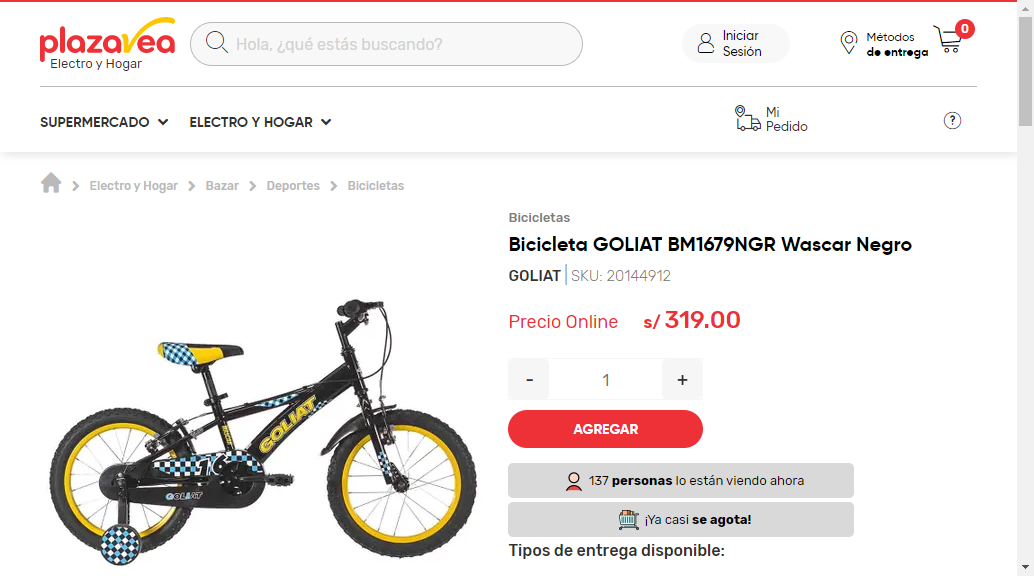 plazavea
Electro y Hogar
Hola, ¿qué estás buscando?
Iniciar
Sesión
Métodos
de entrega
0
SUPERMERCADO
ELECTRO Y HOGAR
Mi
Pedido
?
Electro y Hogar
Bazar
Deportes
Bicicletas
Bicicletas
Bicicleta GOLIAT BM1679NGR Wascar Negro
GOLIAT SKU: 20144912
Precio Online s/ 319.00
- 1 +
AGREGAR
137 personas lo están viendo ahora
¡Ya casi se agota!
Tipos de entrega disponible:
GOLIAT
16
GOLIAT